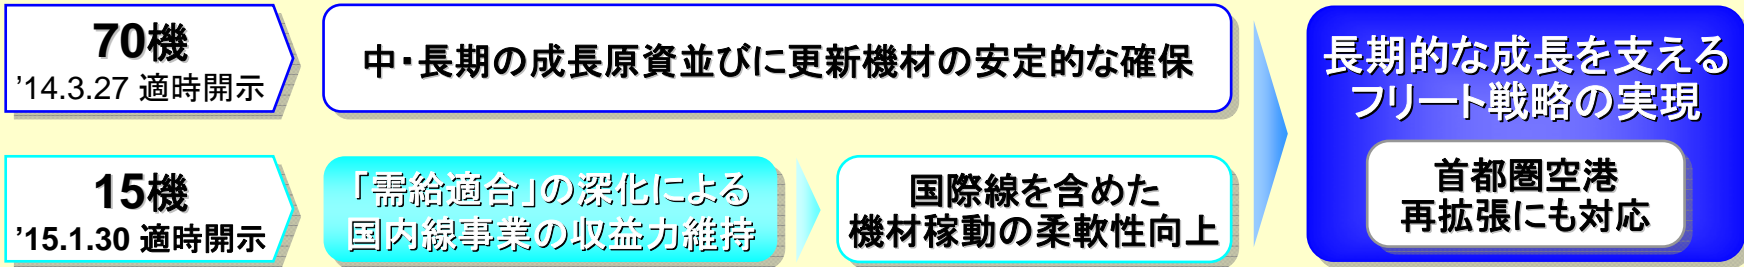 70機
’14.3.27 適時開示
中・長期の成長原資並びに更新機材の安定的な確保
15機
’15.1.30 適時開示
「需給適合」の深化による
国内線事業の収益力維持
国際線を含めた
機材稼動の柔軟性向上
長期的な成長を支える
フリート戦略の実現
首都圏空港
再拡張にも対応